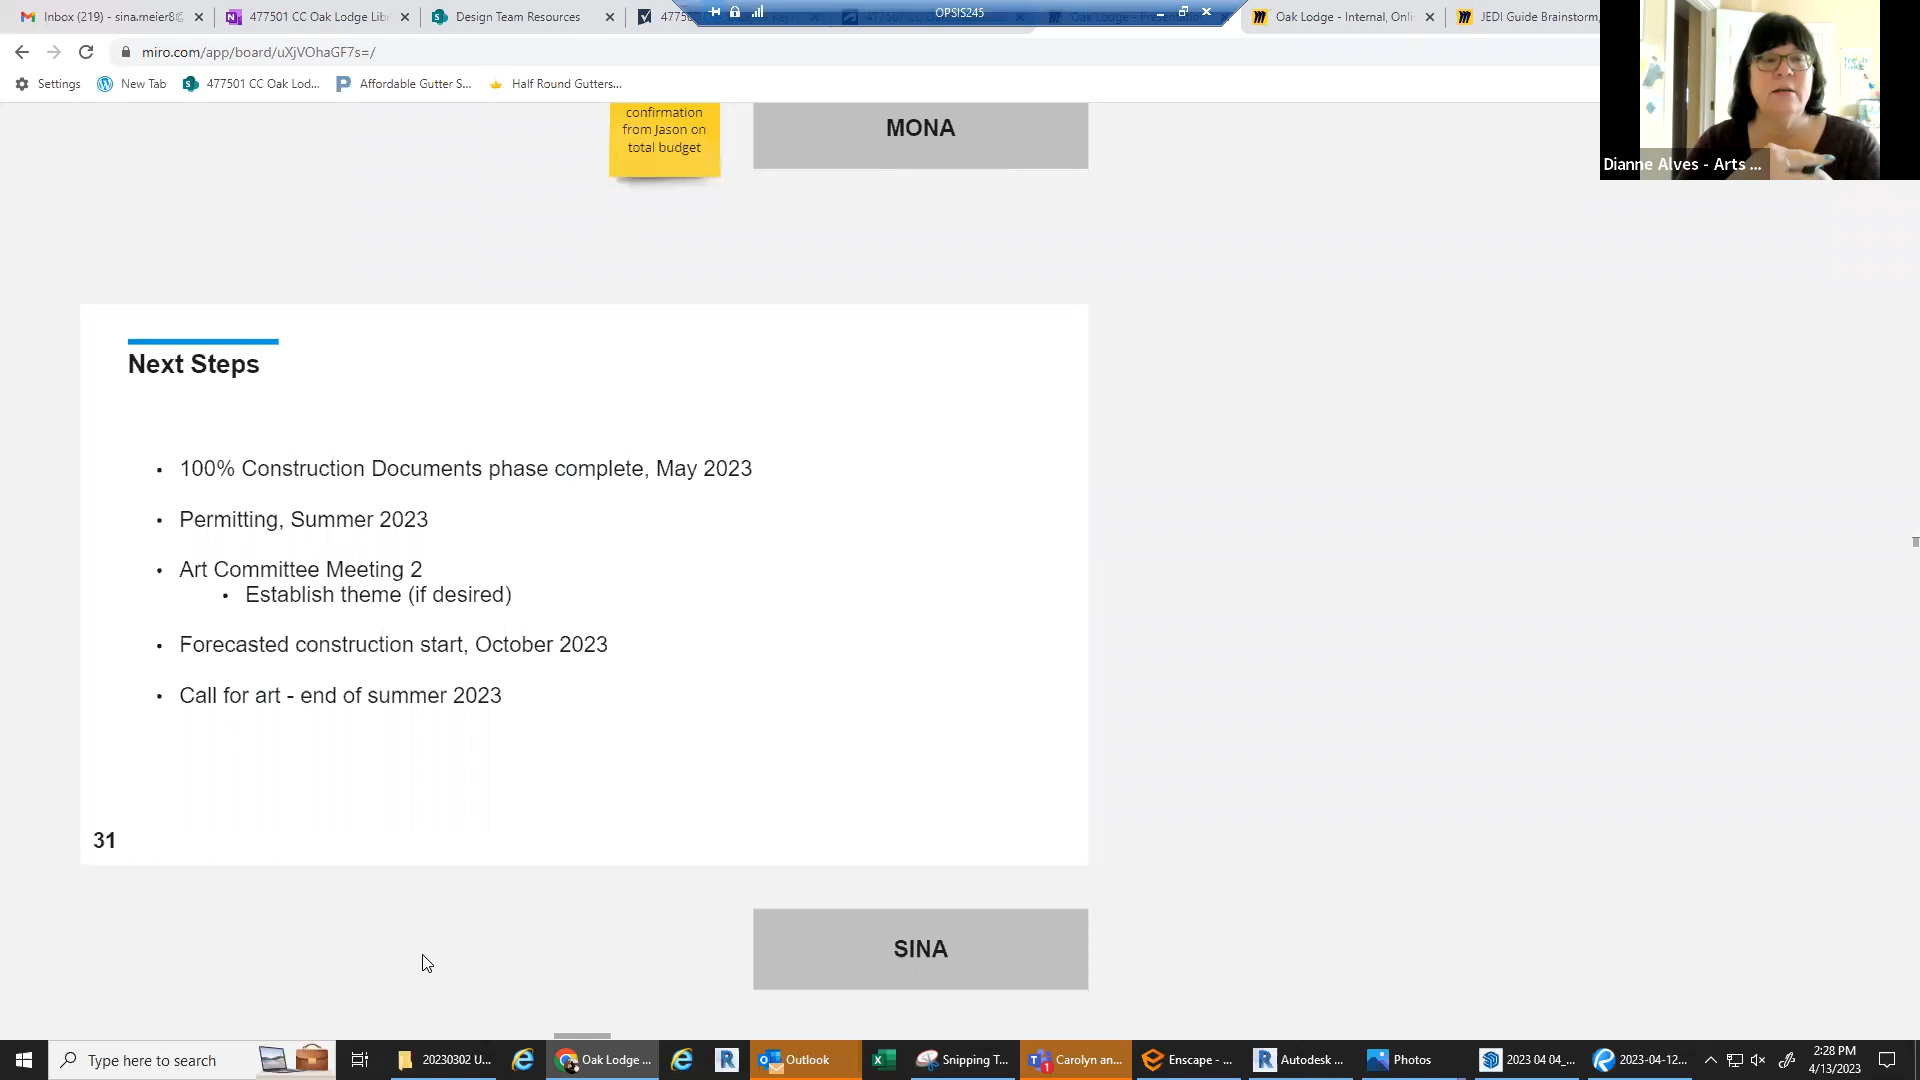 Inbox (219) - sina.meier8@
477501 CC Oak Lodge Libr
Design Team Resources
OPSIS245
Oak Lodge - Internal, Onli
JEDI Guide Brainstorm,
miro.com/app/board/uXjVOhaGF7s=/
Settings
New Tab
477501 CC Oak Lod...
Affordable Gutter S...
Half Round Gutters...
Dianne Alves - Arts ...
confirmation
from Jason on
total budget
MONA
Next Steps
• 100% Construction Documents phase complete, May 2023
• Permitting, Summer 2023
• Art Committee Meeting 2
• Establish theme (if desired)
• Forecasted construction start, October 2023
• Call for art - end of summer 2023
31
SINA
Type here to search
20230302 U...
Oak Lodge ...
Outlook
Snipping T...
Carolyn an...
Enscape - ...
Autodesk ...
Photos
2023 04 04_...
2023-04-12...
2:28 PM
4/13/2023